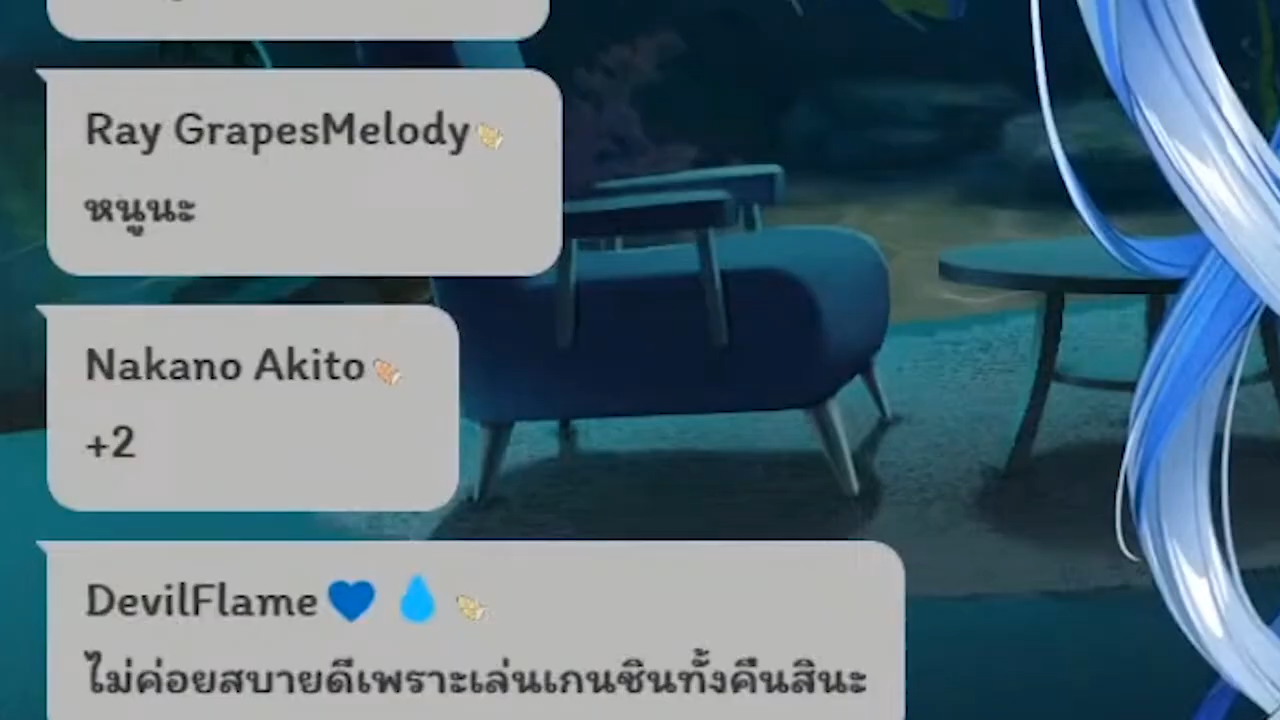 Ray GrapesMelody
หนูนะ
Nakano Akito
+2
DevilFlame💙 💧
ไม่ค่อยสบายดีเพราะเล่นเกนชินทั้งคืนสินะ